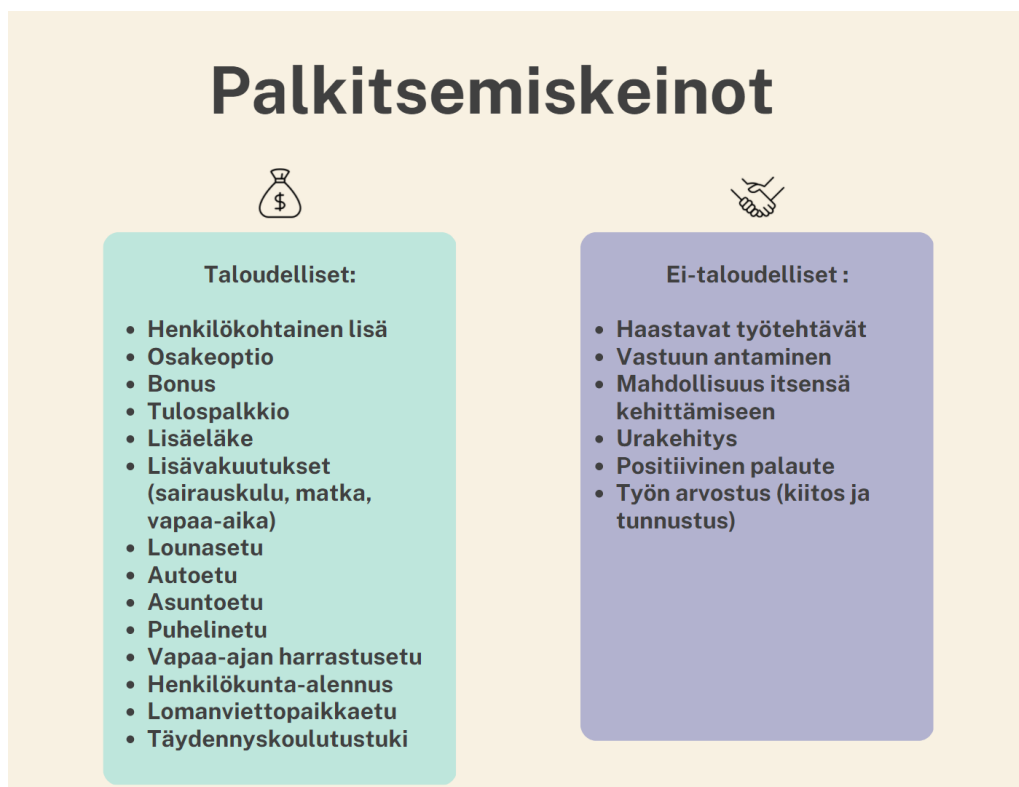 Palkitsemiskeinot
$
Taloudelliset:
• Henkilökohtainen lisä
• Osakeoptio
• Bonus
• Tulospalkkio
• Lisäeläke
• Lisävakuutukset
(sairauskulu, matka,
vapaa-aika)
• Lounasetu
• Autoetu
• Asuntoetu
• Puhelinetu
• Vapaa-ajan harrastusetu
• Henkilökunta-alennus
• Lomanviettopaikkaetu
• Täydennyskoulutustuki
Ei-taloudelliset :
• Haastavat työtehtävät
• Vastuun antaminen
• Mahdollisuus itsensä
kehittämiseen
• Urakehitys
• Positiivinen palaute
• Työn arvostus (kiitos ja
tunnustus)